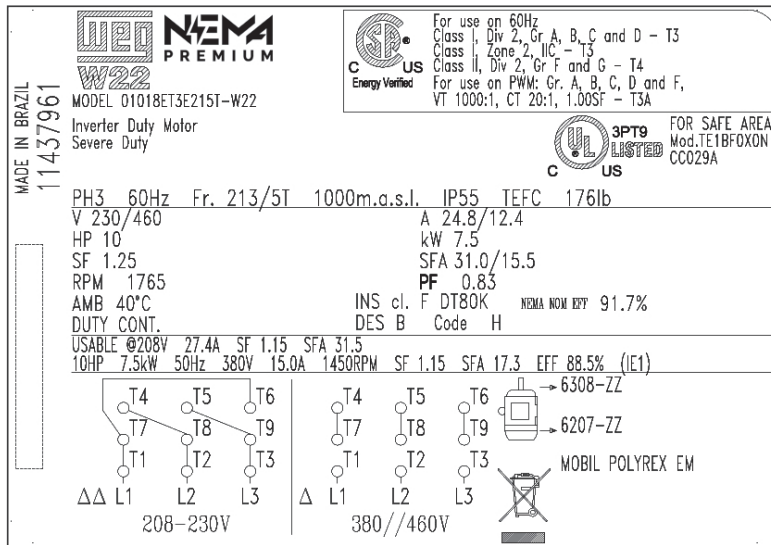 WEG
W22
NEMA
PREMIUM
MODEL 01018ET3E215T-W22
Inverter Duty Motor
Severe Duty
MADE IN BRAZIL
11437961
SA
C US
Energy Verified
For use on 60Hz
Class I, Div 2, Gr A, B, C and D - T3
Class I, Zone 2, IIC - T3
Class II, Div 2, Gr F and G - T4
For use on PWM: Gr. A, B, C, D and F,
VT 1000:1, CT 20:1, 1.00SF - T3A
UL
C US
3PT9
LISTED
FOR SAFE AREA
Mod.TE1BF0X0N
CC029A
PH3 60Hz Fr. 213/5T 1000m.a.s.l. IP55 TEFC 176lb
V 230/460 A 24.8/12.4
HP 10 kW 7.5
SF 1.25 SFA 31.0/15.5
RPM 1765 PF 0.83
AMB 40°C INS cl. F DT80K NEMA NOM EFF 91.7%
DUTY CONT. DES B Code H
USABLE @208V 27.4A SF 1.15 SFA 31.5
10HP 7.5kW 50Hz 380V 15.0A 1450RPM SF 1.15 SFA 17.3 EFF 88.5% (IE1)
T4 T5 T6
T7 T8 T9
T1 T2 T3
ΔΔ L1 L2 L3
208-230V
T4 T5 T6
T7 T8 T9
T1 T2 T3
Δ L1 L2 L3
380//460V
6308-ZZ
6207-ZZ
MOBIL POLYREX EM